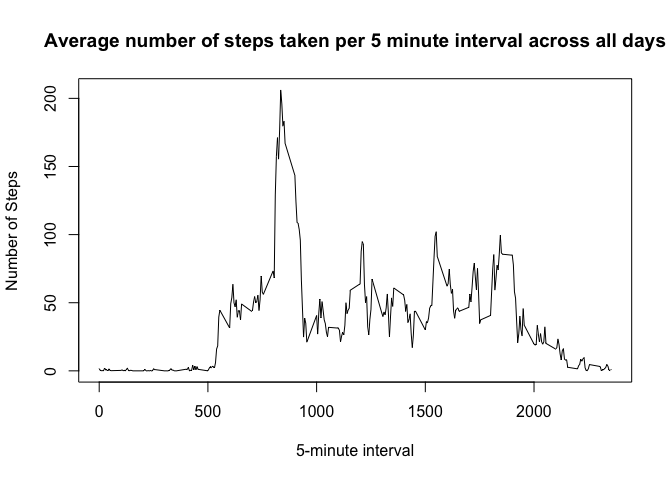 Average number of steps taken per 5 minute interval across all days
Number of Steps
200
150
100
50
0
0 500 1000 1500 2000
5-minute interval